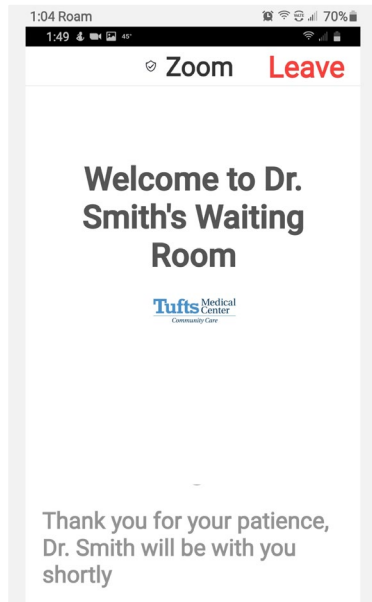 1:04 Roam 70%
1:49 45°
Zoom Leave
Welcome to Dr.
Smith's Waiting
Room
Tufts Medical
Center
Community Care
Thank you for your patience,
Dr. Smith will be with you
shortly